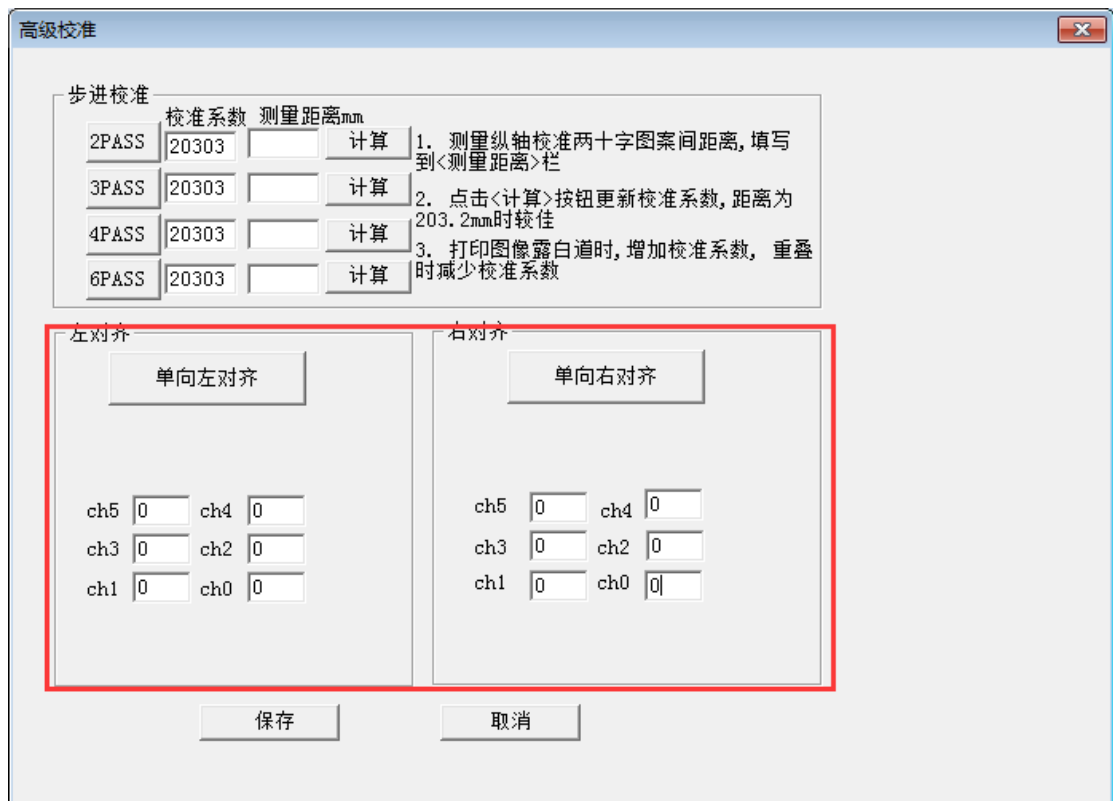 高级校准
步进校准
校准系数 测量距离mm
2PASS 20303 计算
3PASS 20303 计算
4PASS 20303 计算
6PASS 20303 计算
1. 测量纵轴校准两十字图案间距离,填写
到<测量距离>栏
2. 点击<计算>按钮更新校准系数,距离为
203.2mm时较佳
3. 打印图像露白道时,增加校准系数, 重叠
时减少校准系数
左对齐
单向左对齐
ch5 0 ch4 0
ch3 0 ch2 0
ch1 0 ch0 0
右对齐
单向右对齐
ch5 0 ch4 0
ch3 0 ch2 0
ch1 0 ch0 0
保存 取消